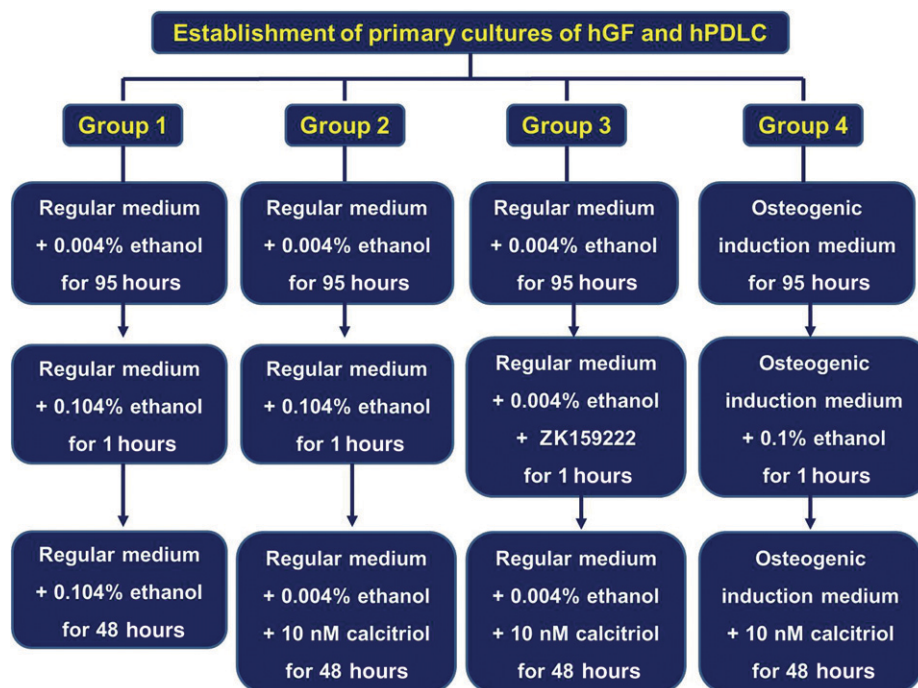 Establishment of primary cultures of hGF and hPDLC
Group 1
Regular medium
+ 0.004% ethanol
for 95 hours
Regular medium
+ 0.104% ethanol
for 1 hours
Regular medium
+ 0.104% ethanol
for 48 hours
Group 2
Regular medium
+ 0.004% ethanol
for 95 hours
Regular medium
+ 0.104% ethanol
for 1 hours
Regular medium
+ 0.004% ethanol
+ 10 nM calcitriol
for 48 hours
Group 3
Regular medium
+ 0.004% ethanol
for 95 hours
Regular medium
+ 0.004% ethanol
+ ZK159222
for 1 hours
Regular medium
+ 0.004% ethanol
+ 10 nM calcitriol
for 48 hours
Group 4
Osteogenic
induction medium
for 95 hours
Osteogenic
induction medium
+ 0.1% ethanol
for 1 hours
Osteogenic
induction medium
+ 10 nM calcitriol
for 48 hours